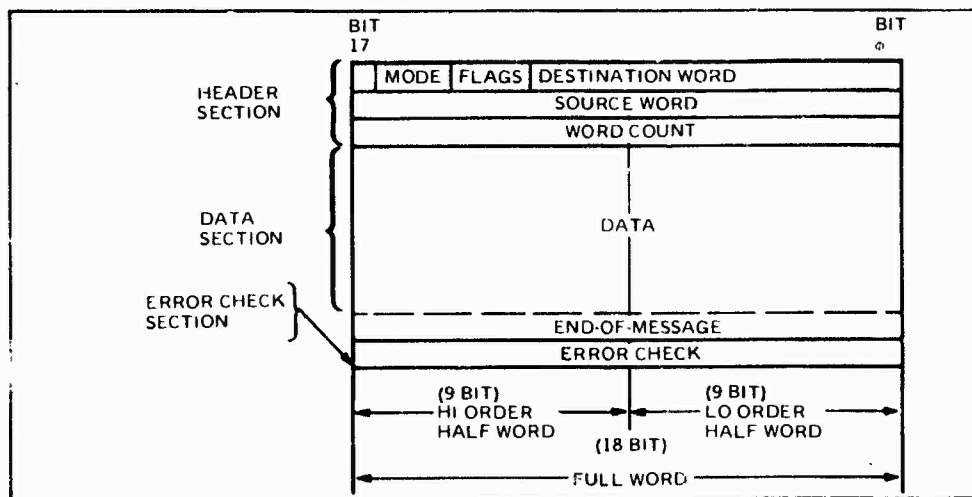 BIT BIT
17 0
MODE FLAGS DESTINATION WORD
HEADER
SECTION
SOURCE WORD
WORD COUNT
DATA
SECTION
DATA
ERROR CHECK
SECTION
END-OF-MESSAGE
ERROR CHECK
(9 BIT) (9 BIT)
HI ORDER LO ORDER
HALF WORD HALF WORD
(18 BIT)
FULL WORD